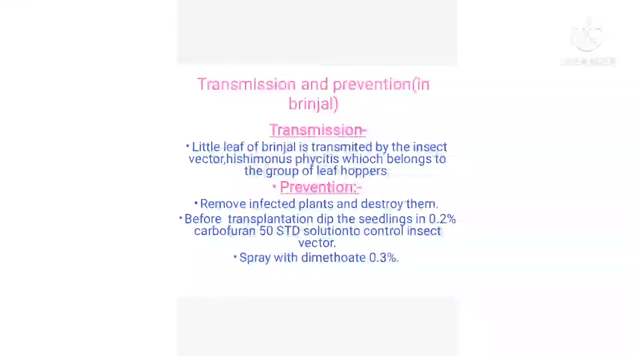 Transmission and prevention(in
brinjal)
Transmission-
• Little leaf of brinjal is transmited by the insect
vector,hishimonus phycitis whioch belongs to
the group of leaf hoppers.
• Prevention:-
• Remove infected plants and destroy them.
• Before transplantation dip the seedlings in 0.2%
carbofuran 50 STD solutionto control insect
vector.
• Spray with dimethoate 0.3%.